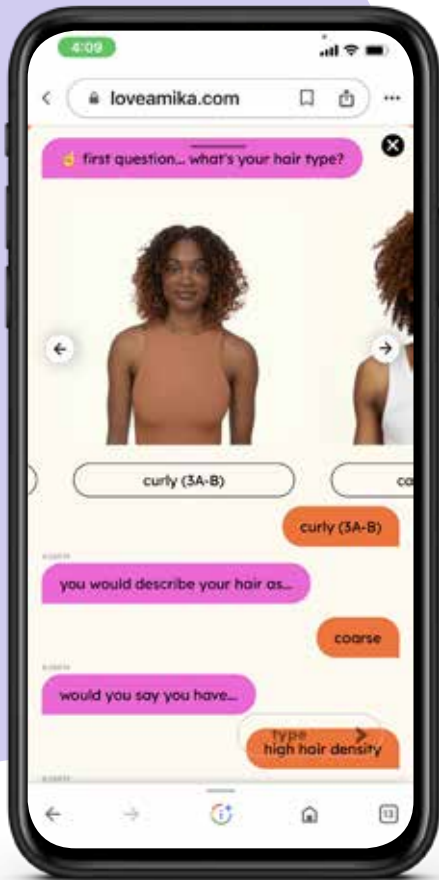 4:09
loveamika.com
first question... what's your hair type?
curly (3A-B)
curly (3A-B)
you would describe your hair as...
coarse
would you say you have...
type
high hair density
13